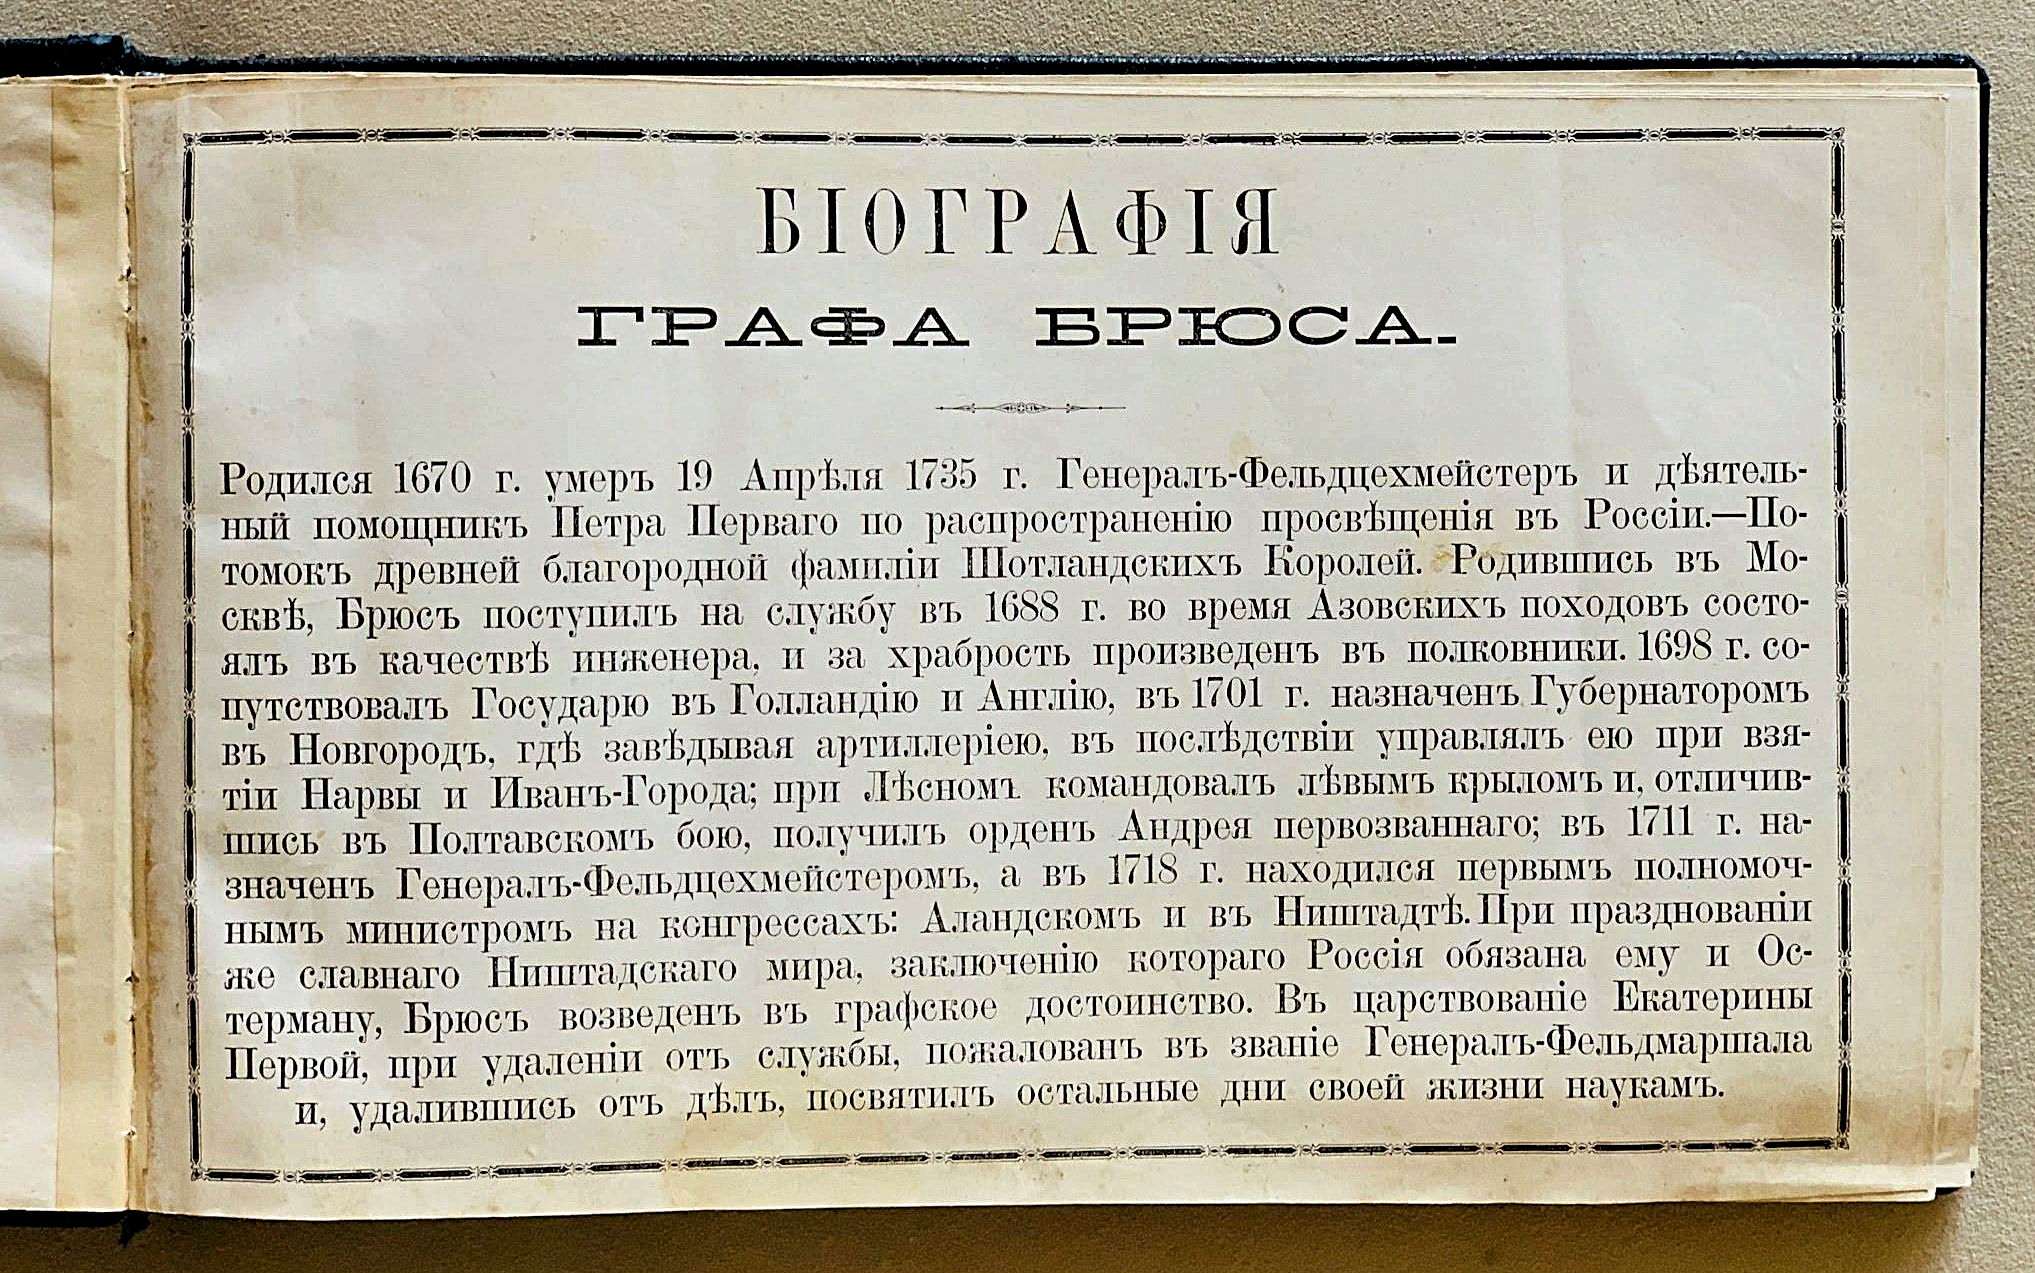 БІОГРАФІЯ
ГРАФА БРЮСА.
Родился 1670 г. умеръ 19 Апрѣля 1735 г. Генералъ-Фельдцехмейстеръ и дѣятель-
ный помощникъ Петра Перваго по распространенію просвѣщенія въ Россіи.—По-
томокъ древней благородной фамиліи Шотландскихъ Королей. Родившись въ Мо-
сквѣ, Брюсъ поступилъ на службу въ 1688 г. во время Азовскихъ походовъ состо-
ялъ въ качествѣ инженера, и за храбрость произведенъ въ полковники. 1698 г. со-
путствовалъ Государю въ Голландію и Англію, въ 1701 г. назначенъ Губернаторомъ
въ Новгородъ, гдѣ завѣдывая артиллеріею, въ послѣдствіи управлялъ ею при взя-
тіи Нарвы и Иванъ-Города; при Лѣсномъ командовалъ лѣвымъ крыломъ и, отличив-
шись въ Полтавскомъ бою, получилъ орденъ Андрея первозваннаго; въ 1711 г. на-
значенъ Генералъ-Фельдцехмейстеромъ, а въ 1718 г. находился первымъ полномоч-
нымъ министромъ на конгрессахъ: Аландскомъ и въ Ништадтѣ. При празднованіи
же славнаго Ништадскаго мира, заключенію котораго Россія обязана ему и Ос-
терману, Брюсъ возведенъ въ графское достоинство. Въ царствованіе Екатерины
Первой, при удаленіи отъ службы, пожалованъ въ званіе Генералъ-Фельдмаршала
и, удалившись отъ дѣлъ, посвятилъ остальные дни своей жизни наукамъ.